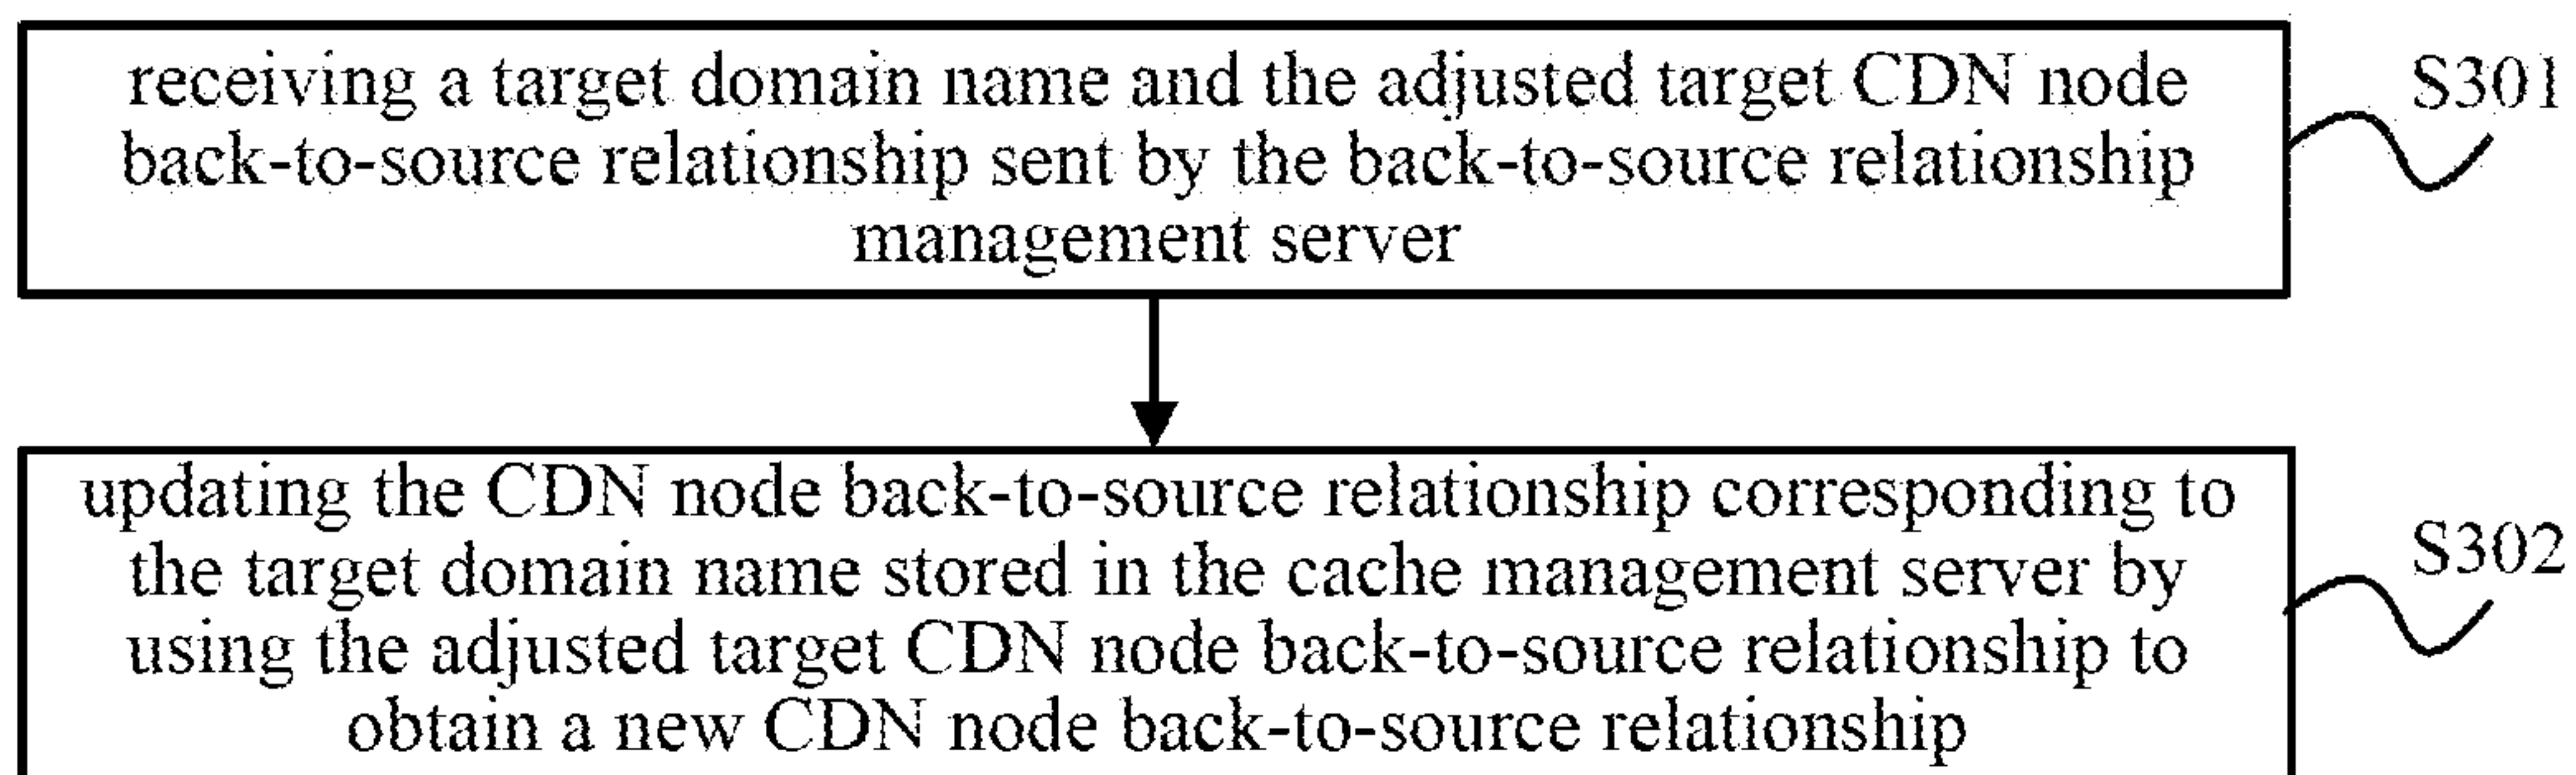 receiving a target domain name and the adjusted target CDN node
back-to-source relationship sent by the back-to-source relationship
management server
S301
updating the CDN node back-to-source relationship corresponding to
the target domain name stored in the cache management server by
using the adjusted target CDN node back-to-source relationship to
obtain a new CDN node back-to-source relationship
S302